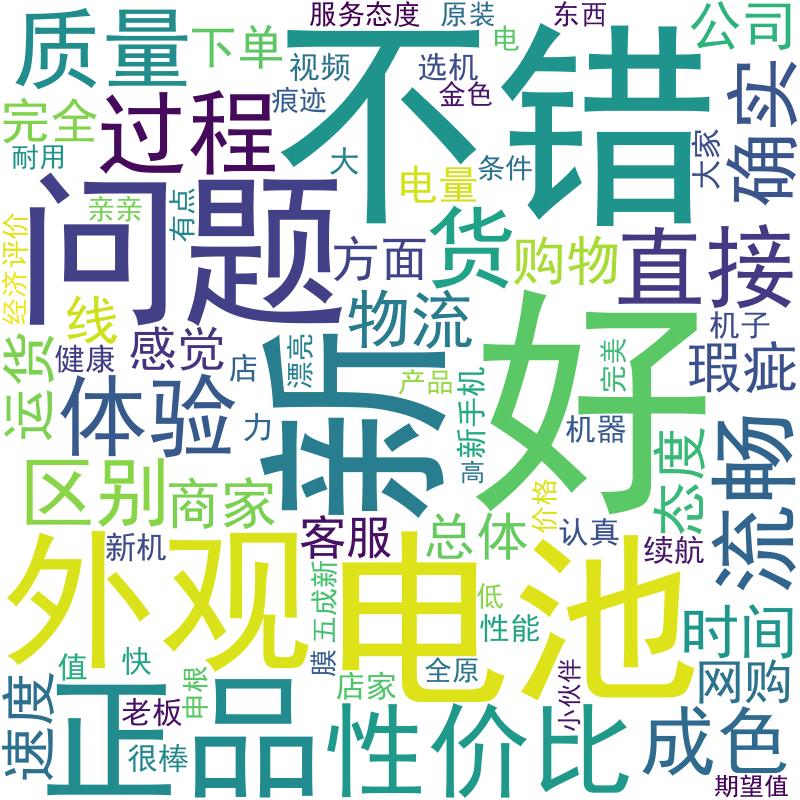 服务态度
原装
东西
公司
质量
下单
不错
电
视频
选机
金色
痕迹
确实
完全
过程
耐用
大
条件
大家
电量
问题
亲亲
有点
货
直接
经济评价
方面
购物
线
感觉
物流
机子
运货
健康
店
漂亮
新
好
完美
瑕疵
体验
产品
新手机
力
机器
流畅
态度
高
区别
商家
价格
客服
总体
认真
续航
新机
外观
电池
五成新
低
性能
时间
值
快
膜
全原
网购
速度
正品
申根
店家
小伙伴
老板
性价比
成色
很棒
期望值